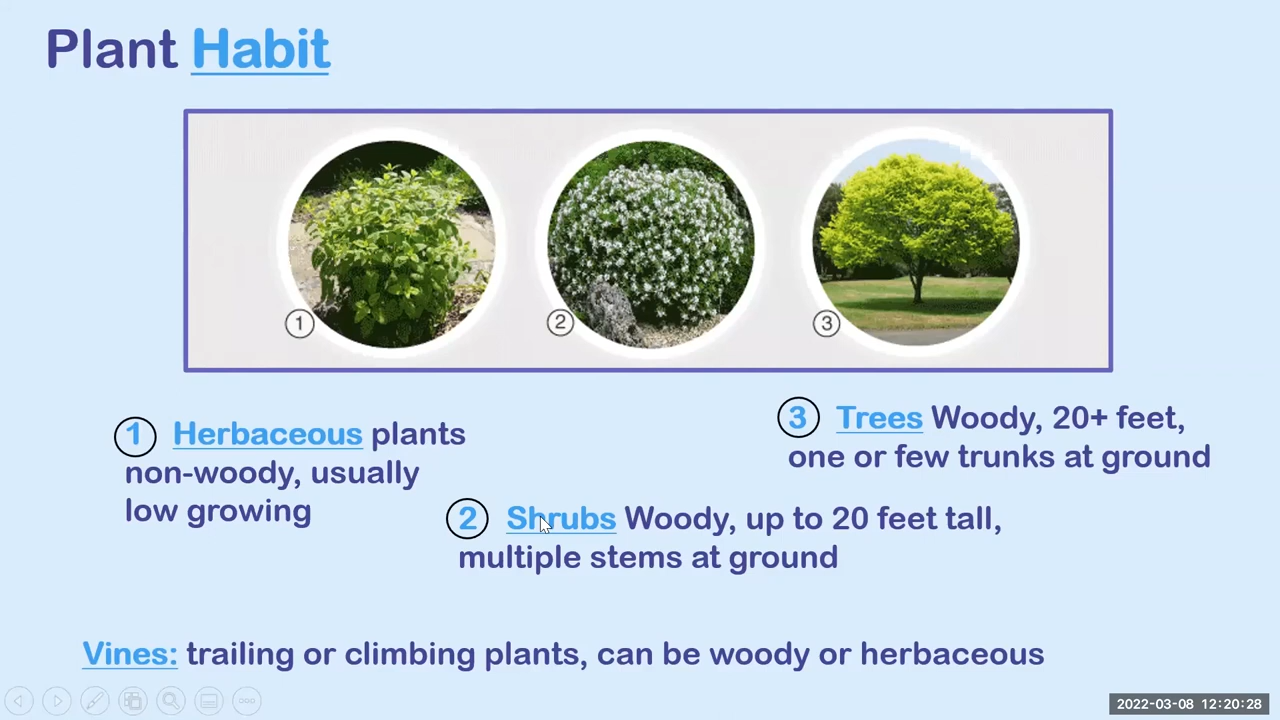 Plant Habit
1
2
3
1 Herbaceous plants
non-woody, usually
low growing
2 Shrubs Woody, up to 20 feet tall,
multiple stems at ground
3 Trees Woody, 20+ feet,
one or few trunks at ground
Vines: trailing or climbing plants, can be woody or herbaceous
2022-03-08 12:20:28